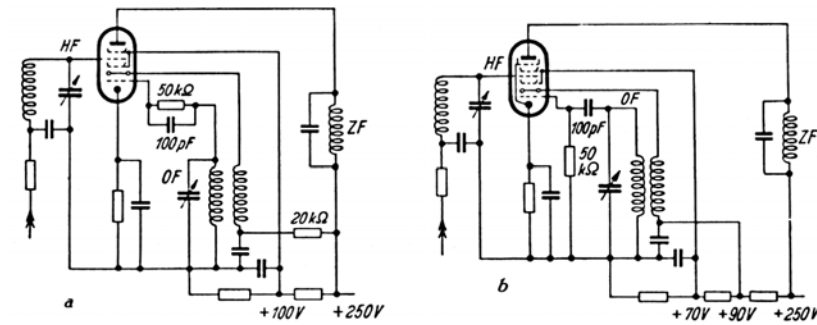 HF
50kΩ
100pF
ZF
OF
20kΩ
a
+100V +250V
HF
OF
100pF
ZF
50
kΩ
b
+70V +90V +250V